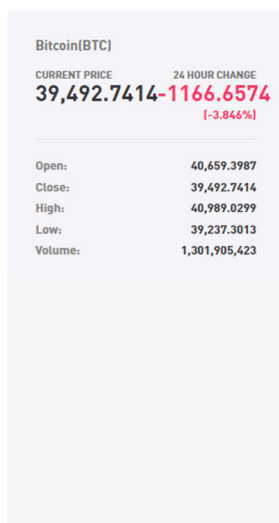 Bitcoin(BTC)
CURRENT PRICE 24 HOUR CHANGE
39,492.7414-1166.6574
(-3.846%)
Open: 40,659.3987
Close: 39,492.7414
High: 40,989.0299
Low: 39,237.3013
Volume: 1,301,905,423